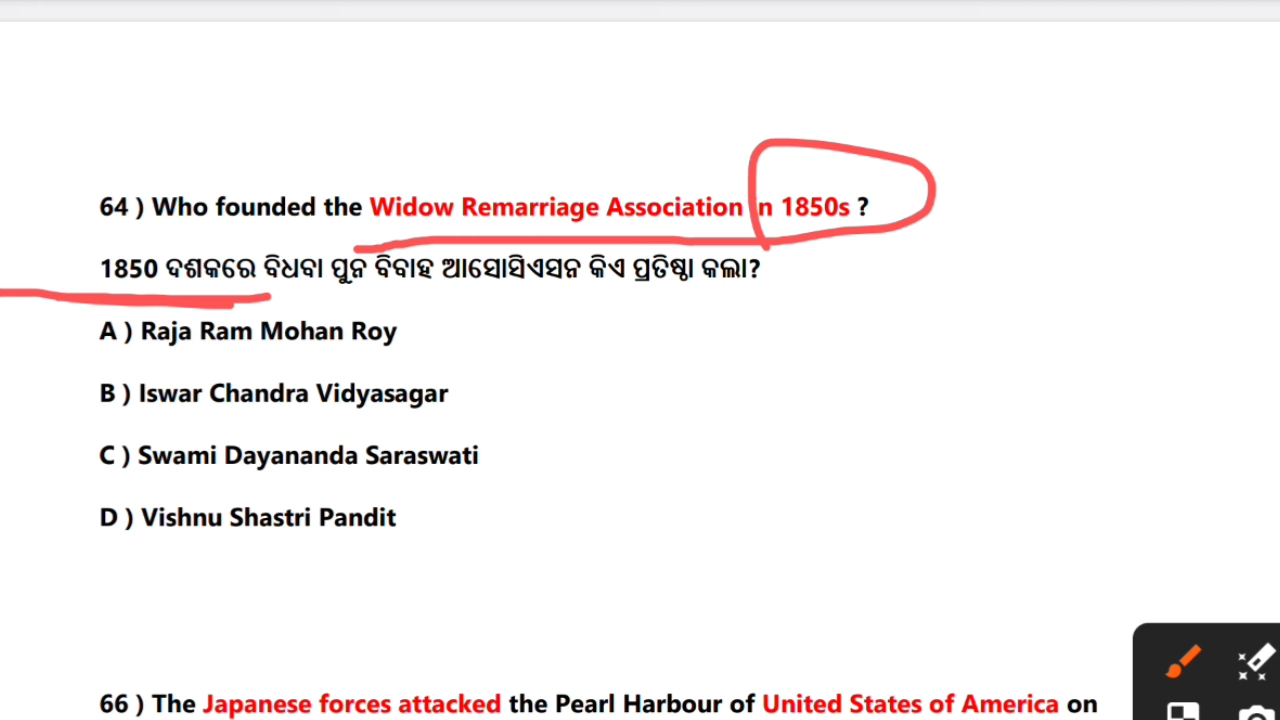 64 ) Who founded the Widow Remarriage Association in 1850s ?
1850 ଦଶକରେ ବିଧବା ପୁନ ବିବାହ ଆସୋସିଏସନ କିଏ ପ୍ରତିଷ୍ଠା କଲା?
A ) Raja Ram Mohan Roy
B ) Iswar Chandra Vidyasagar
C ) Swami Dayananda Saraswati
D ) Vishnu Shastri Pandit
66 ) The Japanese forces attacked the Pearl Harbour of United States of America on